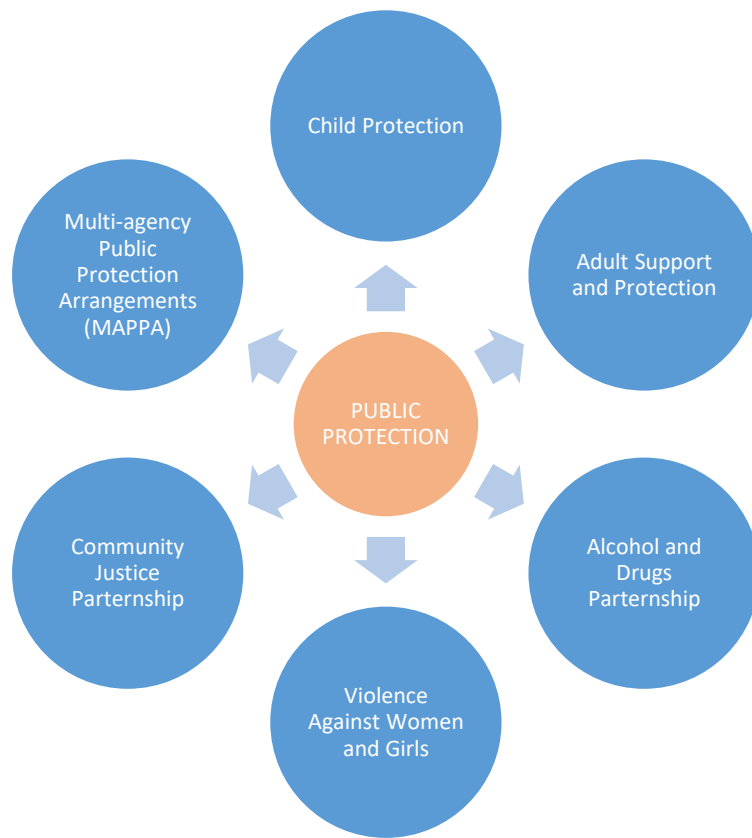 Child Protection
Multi-agency
Public
Protection
Arrangements
(MAPPA)
Adult Support
and Protection
PUBLIC
PROTECTION
Community
Justice
Parternship
Alcohol and
Drugs
Parternship
Violence
Against Women
and Girls